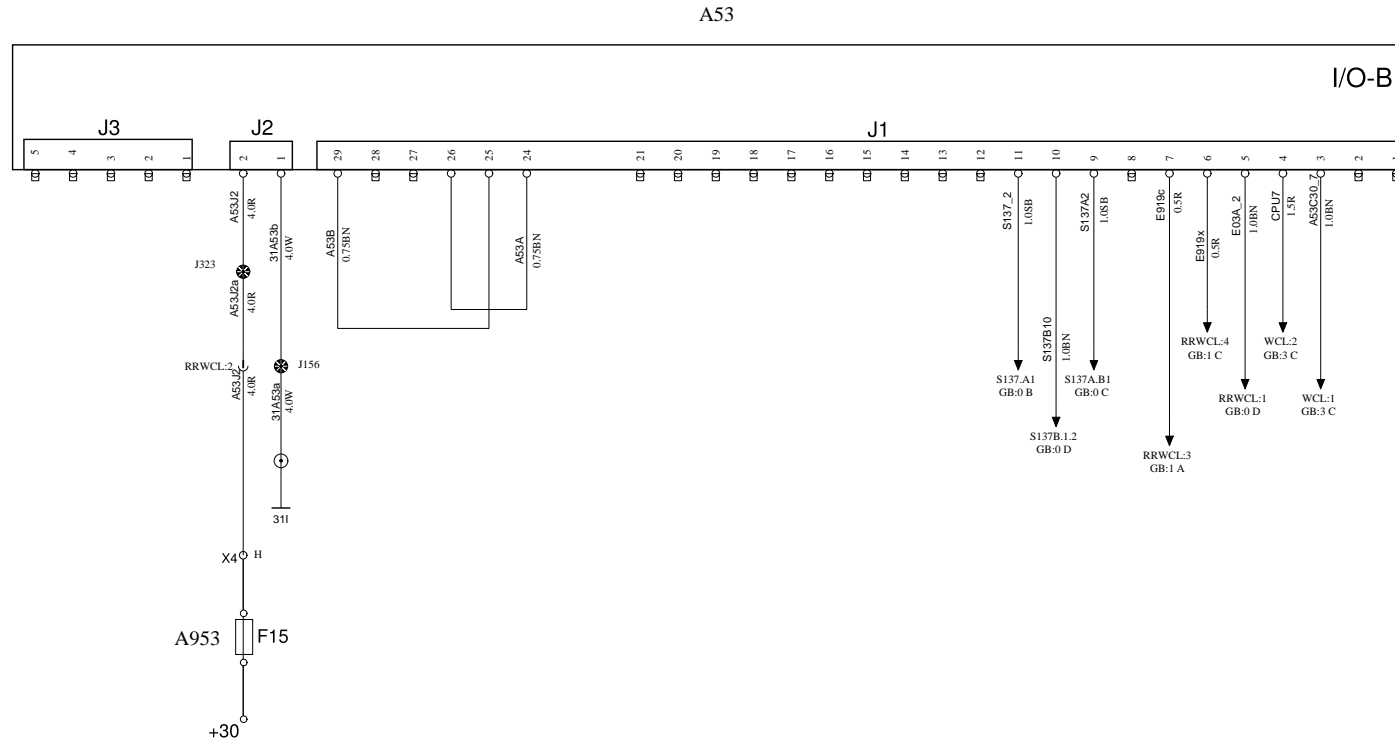 A53
I/O-B
J3
J2
J1
5
4
3
2
1
2
1
29
28
27
26
25
24
21
20
19
18
17
16
15
14
13
12
11
10
9
8
7
6
5
4
3
2
1
A53J2
4.0R
31A53b
4.0W
A53B
0.75BN
A53A
0.75BN
S137_2
1.0SB
S137B10
1.0BN
S137A2
1.0SB
E919c
0.5R
E919x
0.5R
E03A_2
1.0BN
CPU7
1.5R
A53C30_7
1.0BN
J323
A53J2a
4.0R
RRWCL:2
A53J2
4.0R
J156
31A53a
4.0W
31I
S137.A1
GB:0 B
S137B.1.2
GB:0 D
S137A.B1
GB:0 C
RRWCL:3
GB:1 A
RRWCL:4
GB:1 C
RRWCL:1
GB:0 D
WCL:2
GB:3 C
WCL:1
GB:3 C
X4
H
A953
F15
+30